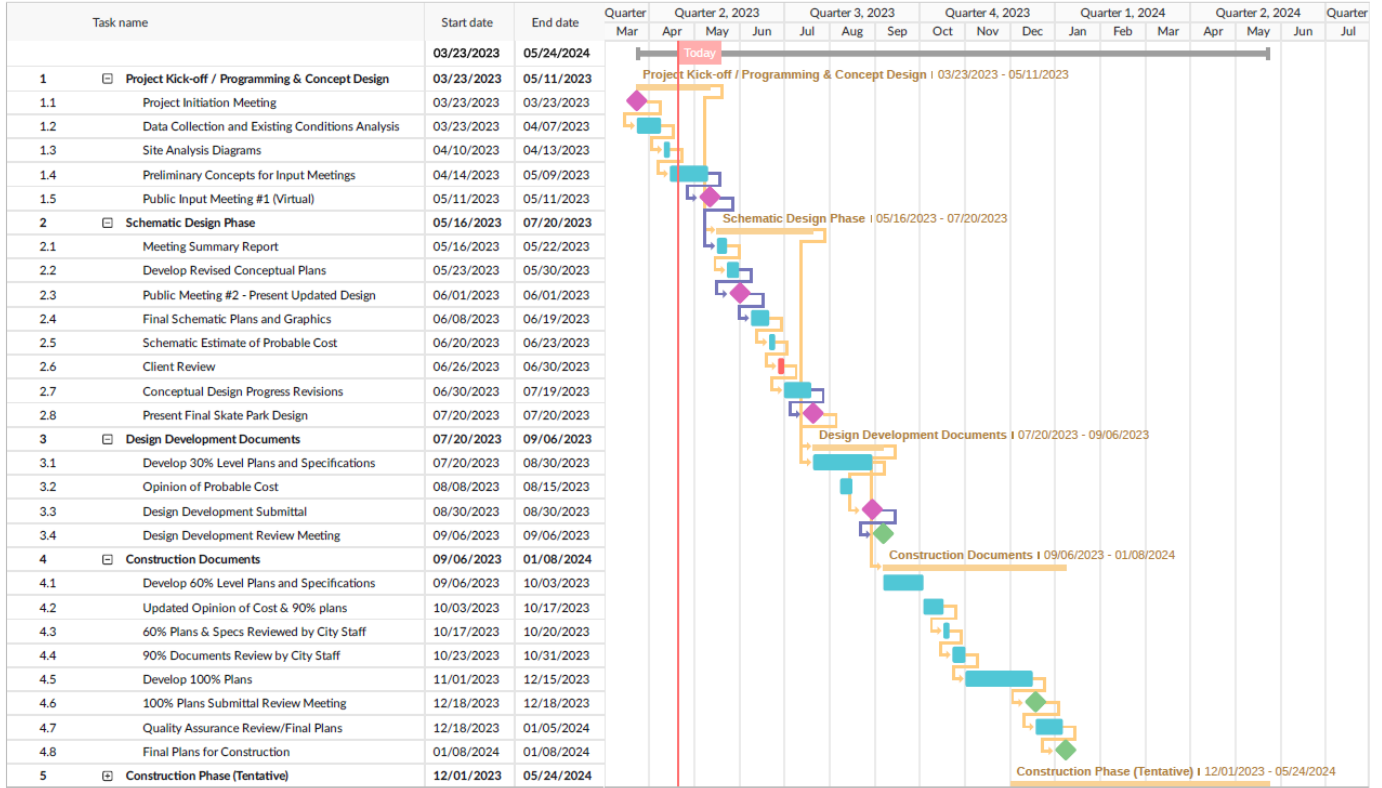 Task name Start date End date Quarter Quarter 2, 2023 Quarter 3, 2023 Quarter 4, 2023 Quarter 1, 2024 Quarter 2, 2024 Quarter
Mar Apr May Jun Jul Aug Sep Oct Nov Dec Jan Feb Mar Apr May Jun Jul
03/23/2023 05/24/2024 Today
1 Project Kick-off / Programming & Concept Design 03/23/2023 05/11/2023 Project Kick-off / Programming & Concept Design I 03/23/2023 - 05/11/2023
1.1 Project Initiation Meeting 03/23/2023 03/23/2023
1.2 Data Collection and Existing Conditions Analysis 03/23/2023 04/07/2023
1.3 Site Analysis Diagrams 04/10/2023 04/13/2023
1.4 Preliminary Concepts for Input Meetings 04/14/2023 05/09/2023
1.5 Public Input Meeting #1 (Virtual) 05/11/2023 05/11/2023
2 Schematic Design Phase 05/16/2023 07/20/2023 Schematic Design Phase I 05/16/2023 - 07/20/2023
2.1 Meeting Summary Report 05/16/2023 05/22/2023
2.2 Develop Revised Conceptual Plans 05/23/2023 05/30/2023
2.3 Public Meeting #2 - Present Updated Design 06/01/2023 06/01/2023
2.4 Final Schematic Plans and Graphics 06/08/2023 06/19/2023
2.5 Schematic Estimate of Probable Cost 06/20/2023 06/23/2023
2.6 Client Review 06/26/2023 06/30/2023
2.7 Conceptual Design Progress Revisions 06/30/2023 07/19/2023
2.8 Present Final Skate Park Design 07/20/2023 07/20/2023
3 Design Development Documents 07/20/2023 09/06/2023 Design Development Documents I 07/20/2023 - 09/06/2023
3.1 Develop 30% Level Plans and Specifications 07/20/2023 08/30/2023
3.2 Opinion of Probable Cost 08/08/2023 08/15/2023
3.3 Design Development Submittal 08/30/2023 08/30/2023
3.4 Design Development Review Meeting 09/06/2023 09/06/2023
4 Construction Documents 09/06/2023 01/08/2024 Construction Documents I 09/06/2023 - 01/08/2024
4.1 Develop 60% Level Plans and Specifications 09/06/2023 10/03/2023
4.2 Updated Opinion of Cost & 90% plans 10/03/2023 10/17/2023
4.3 60% Plans & Specs Reviewed by City Staff 10/17/2023 10/20/2023
4.4 90% Documents Review by City Staff 10/23/2023 10/31/2023
4.5 Develop 100% Plans 11/01/2023 12/15/2023
4.6 100% Plans Submittal Review Meeting 12/18/2023 12/18/2023
4.7 Quality Assurance Review/Final Plans 12/18/2023 01/05/2024
4.8 Final Plans for Construction 01/08/2024 01/08/2024
5 Construction Phase (Tentative) 12/01/2023 05/24/2024 Construction Phase (Tentative) I 12/01/2023 - 05/24/2024